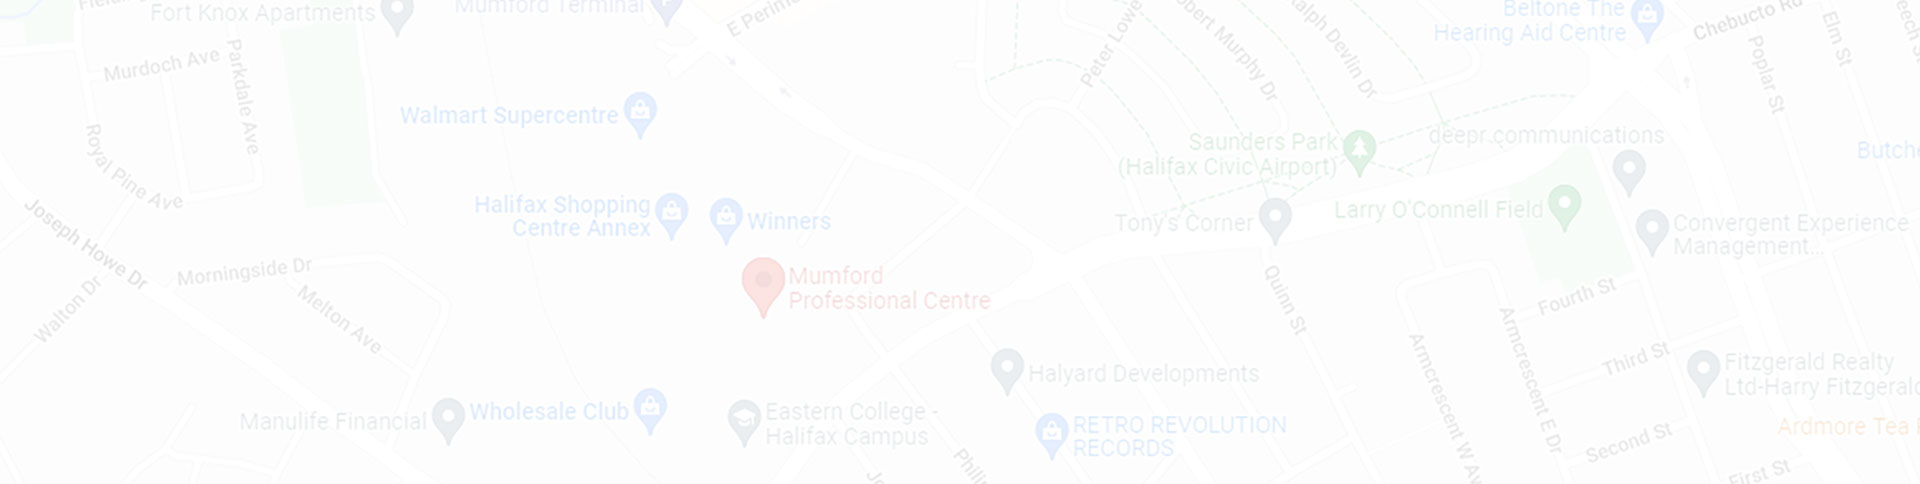 Fort Knox Apartments
Mumford Terminal
Beltone The
Hearing Aid Centre
Chebucto Rd
Elm St
Poplar St
Murdoch Ave
Parkdale Ave
Royal Pine Ave
Walmart Supercentre
Ralph Devlin Dr
Saunders Park
(Halifax Civic Airport)
deepr.communications
Halifax Shopping
Centre Annex
Winners
Tony's Corner
Larry O'Connell Field
Convergent Experience
Management...
Joseph Howe Dr
Morningside Dr
Melton Ave
Walton Dr
Mumford
Professional Centre
Quinn St
Fourth St
Third St
Second St
First St
Armcrescent E Dr
Armcrescent W Av
Halyard Developments
Fitzgerald Realty
Ltd-Harry Fitzgerald
Manulife Financial
Wholesale Club
Eastern College -
Halifax Campus
RETRO REVOLUTION
RECORDS
Ardmore Tea